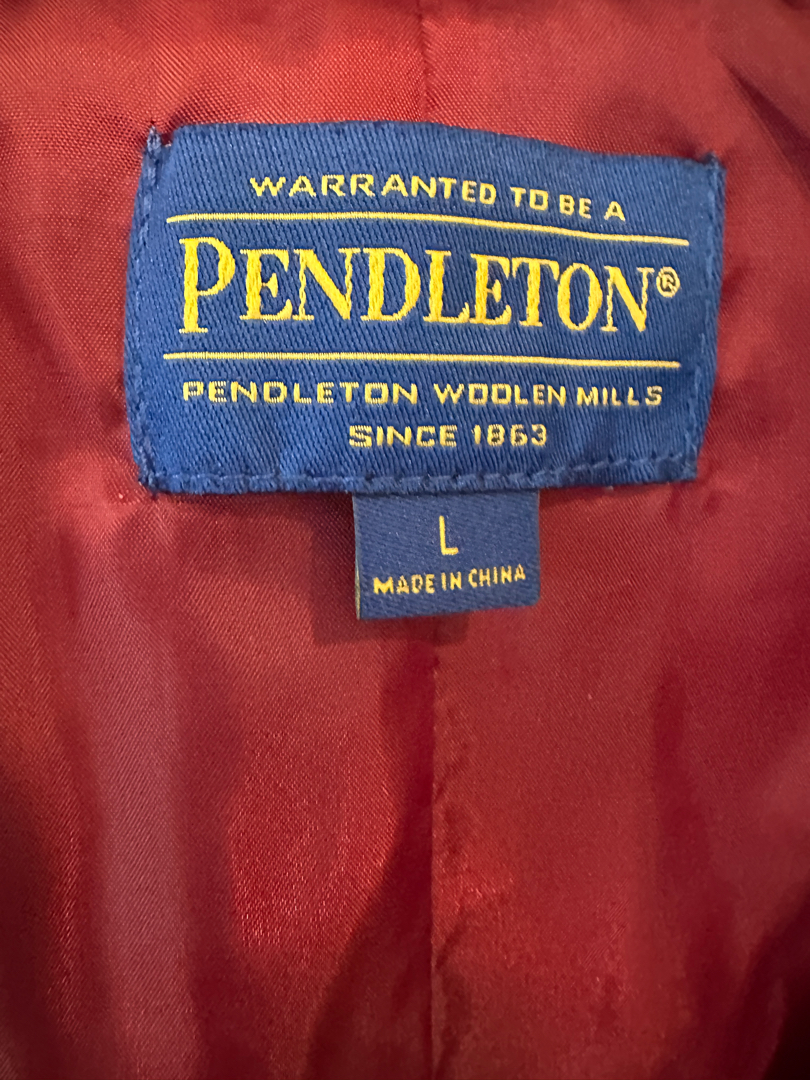 WARRANTED TO BE A
PENDLETON®
PENDLETON WOOLEN MILLS
SINCE 1863
L
MADE IN CHINA